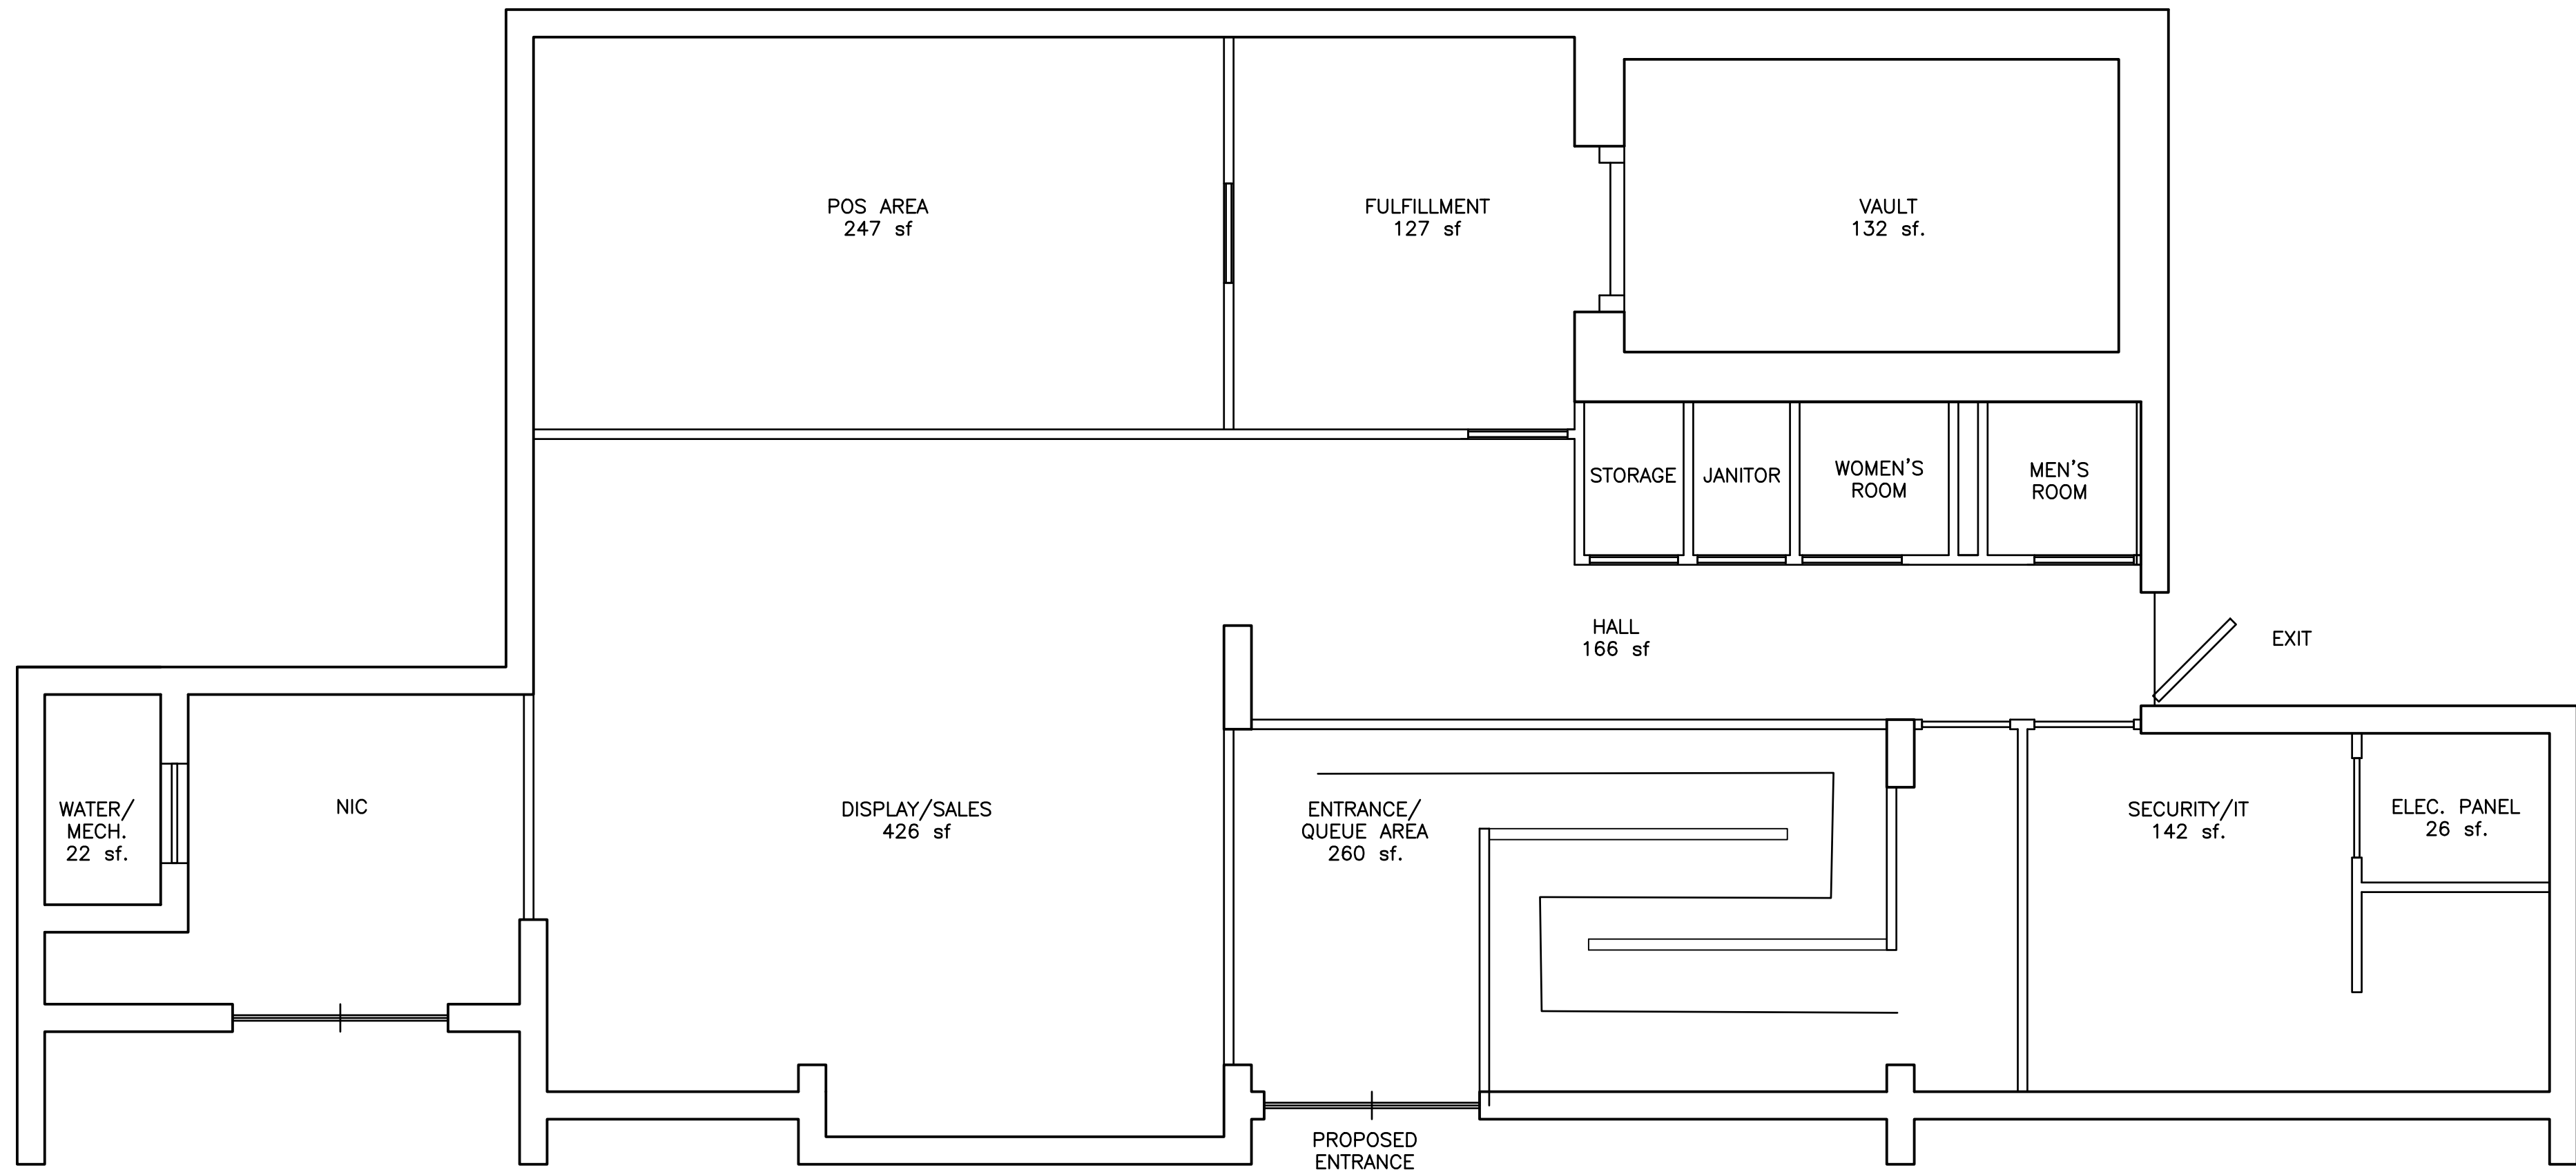 POS AREA
247 sf
FULFILLMENT
127 sf
VAULT
132 sf.
STORAGE
JANITOR
WOMEN'S
ROOM
MEN'S
ROOM
HALL
166 sf
EXIT
WATER/
MECH.
22 sf.
NIC
DISPLAY/SALES
426 sf
ENTRANCE/
QUEUE AREA
260 sf.
SECURITY/IT
142 sf.
ELEC. PANEL
26 sf.
PROPOSED
ENTRANCE